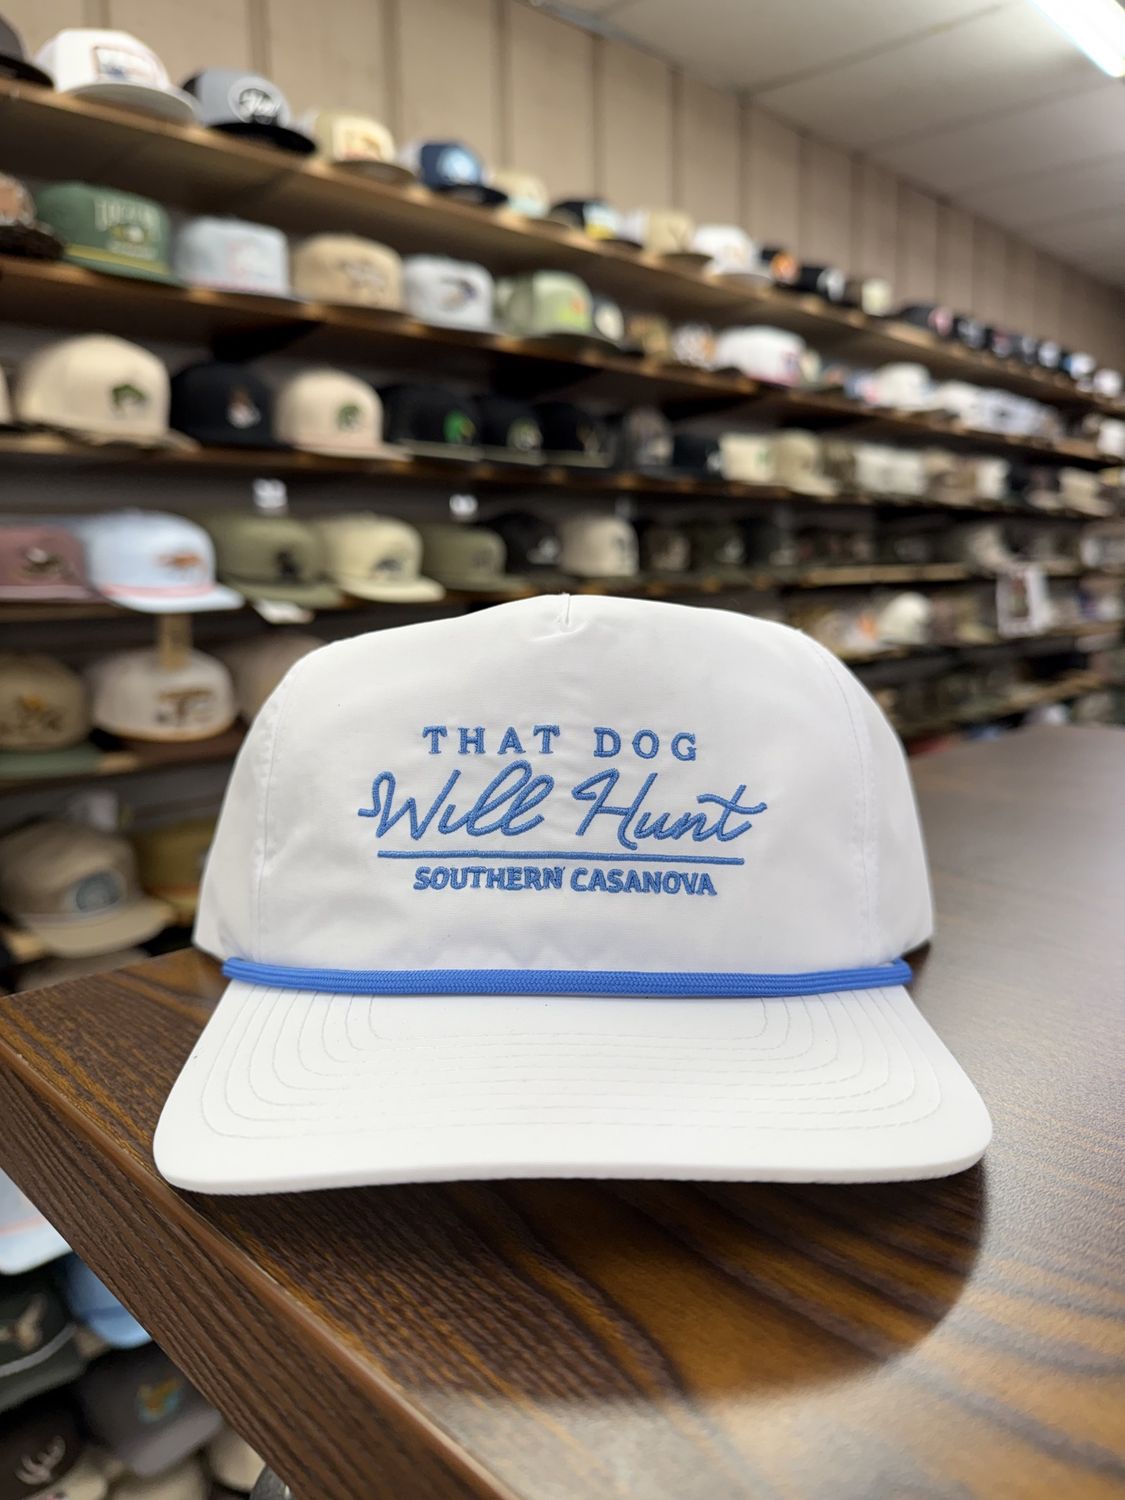 THAT DOG
Will Hunt
SOUTHERN CASANOVA